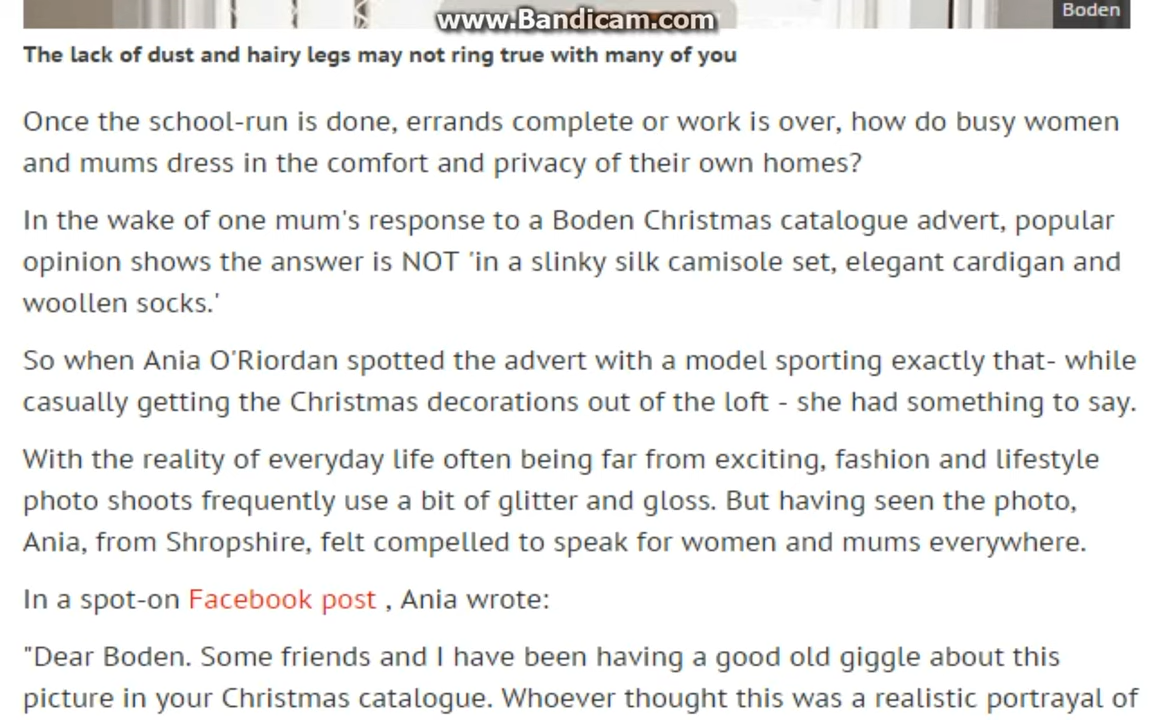 www.Bandicam.com
Boden
The lack of dust and hairy legs may not ring true with many of you
Once the school-run is done, errands complete or work is over, how do busy women
and mums dress in the comfort and privacy of their own homes?
In the wake of one mum's response to a Boden Christmas catalogue advert, popular
opinion shows the answer is NOT 'in a slinky silk camisole set, elegant cardigan and
woollen socks.'
So when Ania O'Riordan spotted the advert with a model sporting exactly that- while
casually getting the Christmas decorations out of the loft - she had something to say.
With the reality of everyday life often being far from exciting, fashion and lifestyle
photo shoots frequently use a bit of glitter and gloss. But having seen the photo,
Ania, from Shropshire, felt compelled to speak for women and mums everywhere.
In a spot-on Facebook post , Ania wrote:
"Dear Boden. Some friends and I have been having a good old giggle about this
picture in your Christmas catalogue. Whoever thought this was a realistic portrayal of